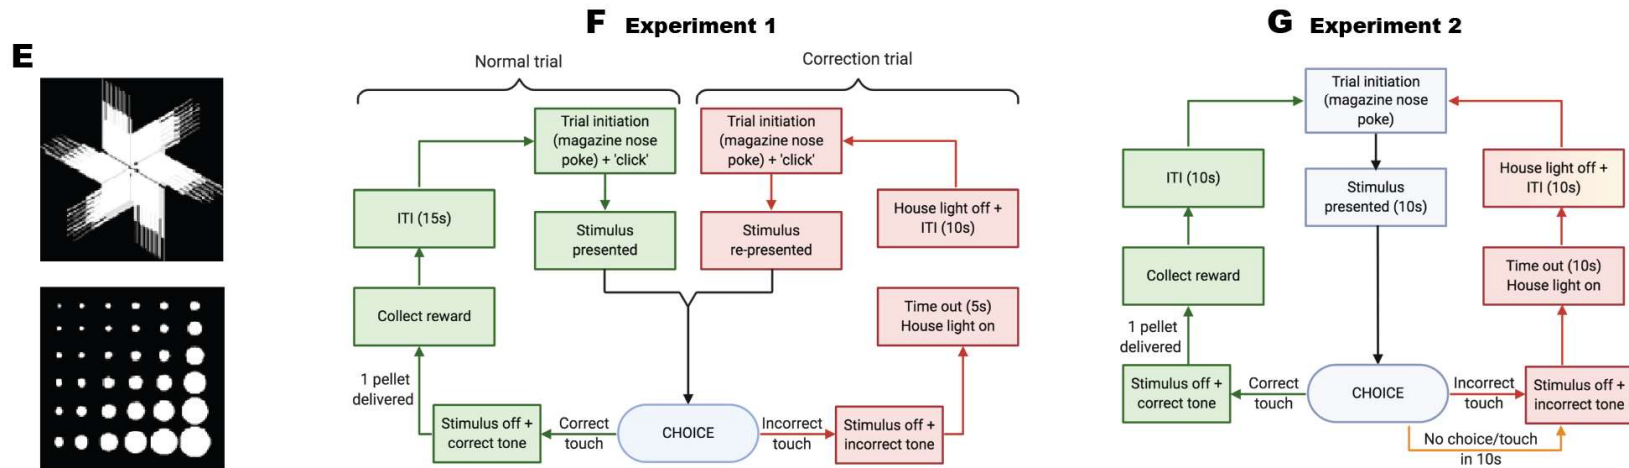 E
F Experiment 1
Normal trial
Correction trial
Trial initiation
(magazine nose
poke) + 'click'
Trial initiation
(magazine nose
poke) + 'click'
ITI (15s)
Stimulus
presented
Stimulus
re-presented
House light off +
ITI (10s)
Collect reward
Time out (5s)
House light on
1 pellet
delivered
Stimulus off +
correct tone
Correct
touch
CHOICE
Incorrect
touch
Stimulus off +
incorrect tone
G Experiment 2
Trial initiation
(magazine nose
poke)
ITI (10s)
Stimulus
presented (10s)
House light off +
ITI (10s)
Collect reward
Time out (10s)
House light on
1 pellet
delivered
Stimulus off +
correct tone
Correct
touch
CHOICE
Incorrect
touch
Stimulus off +
incorrect tone
No choice/touch
in 10s